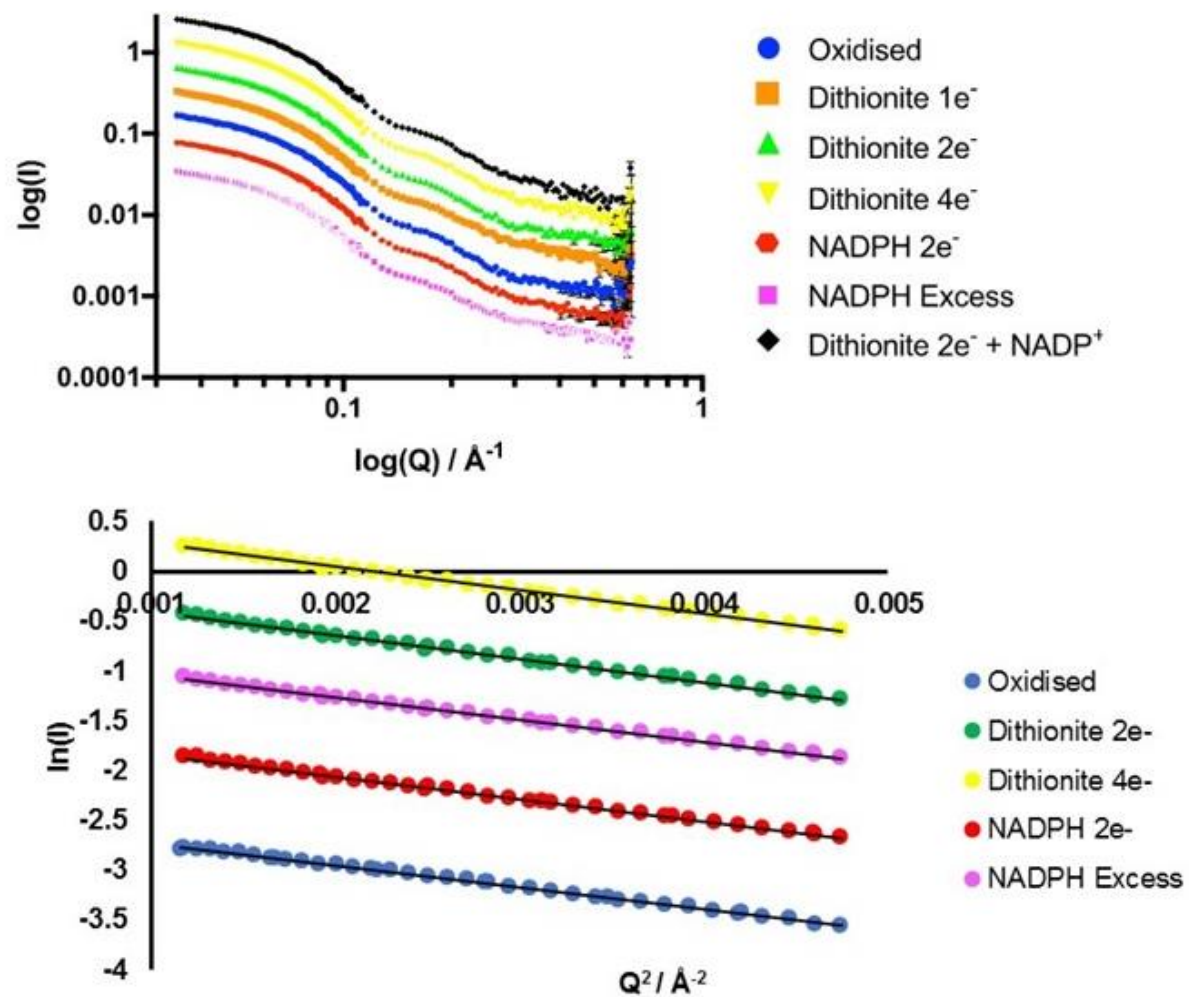 1
0.1
0.01
0.001
0.0001
0.1
1
log(I)
log(Q) / Å⁻¹
Oxidised
Dithionite 1e⁻
Dithionite 2e⁻
Dithionite 4e⁻
NADPH 2e⁻
NADPH Excess
Dithionite 2e⁻ + NADP⁺
0.5
0
-0.5
-1
-1.5
-2
-2.5
-3
-3.5
-4
0.001
0.002
0.003
0.004
0.005
ln(I)
Q² / Å⁻²
Oxidised
Dithionite 2e-
Dithionite 4e-
NADPH 2e-
NADPH Excess